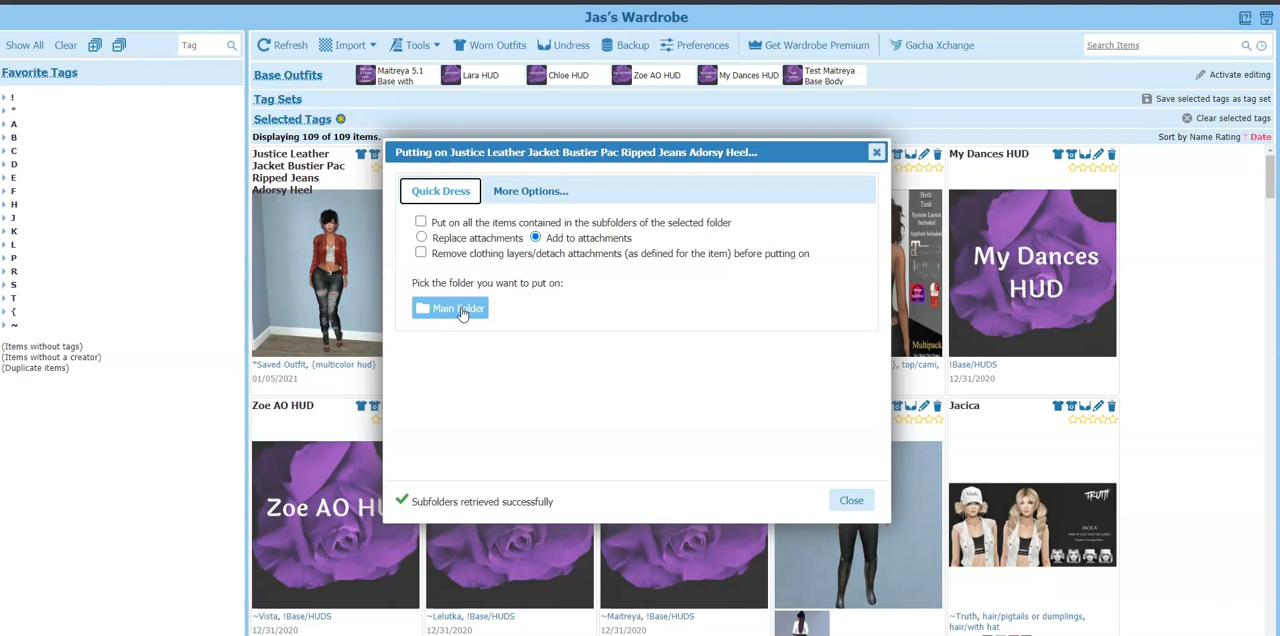 Jas's Wardrobe
Show All Clear Tag
Refresh Import Tools Worn Outfits Undress Backup Preferences Get Wardrobe Premium Gacha Xchange Search Items
Favorite Tags
!
*
A
B
C
D
E
F
H
J
K
L
P
R
S
T
{
~
(Items without tags)
(Items without a creator)
(Duplicate items)
Base Outfits
Maitreya 5.1
Base with
Lara HUD
Chloe HUD
Zoe AO HUD
My Dances HUD
Test Maitreya
Base Body
Activate editing
Tag Sets
Save selected tags as tag set
Selected Tags
Clear selected tags
Displaying 109 of 109 items.
Sort by Name Rating ↑ Date
Justice Leather
Jacket Bustier Pac
Ripped Jeans
Adorsy Heel
*Saved Outfit, {multicolor hud}
01/05/2021
Putting on Justice Leather Jacket Bustier Pac Ripped Jeans Adorsy Heel...
Quick Dress More Options...
Put on all the items contained in the subfolders of the selected folder
Replace attachments Add to attachments
Remove clothing layers/detach attachments (as defined for the item) before putting on
Pick the folder you want to put on:
Main Folder
Subfolders retrieved successfully
Close
Beth
Tank
Multipack
}, top/cami,
My Dances HUD
My Dances
HUD
!Base/HUDS
12/31/2020
Zoe AO HUD
Zoe AO HU
~Vista, !Base/HUDS
12/31/2020
~Lelutka, !Base/HUDS
12/31/2020
~Maitreya, !Base/HUDS
12/31/2020
Jacica
TRUTH
JACICA
~Truth, hair/pigtails or dumplings,
hair/with hat